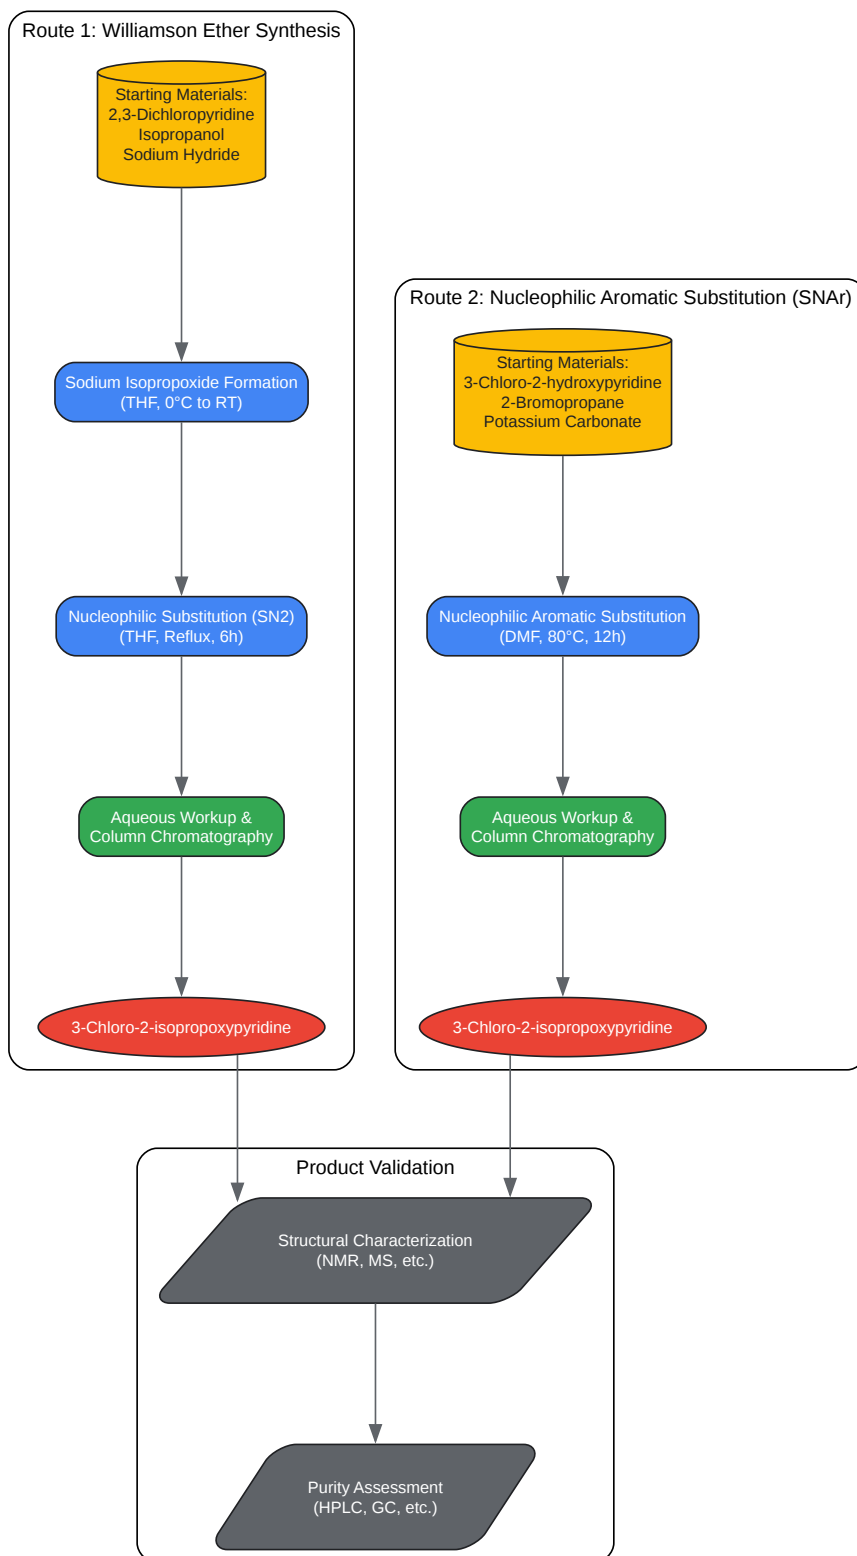 Route 1: Williamson Ether Synthesis
Starting Materials:
2,3-Dichloropyridine
Isopropanol
Sodium Hydride
Sodium Isopropoxide Formation
(THF, 0°C to RT)
Nucleophilic Substitution (SN2)
(THF, Reflux, 6h)
Aqueous Workup &
Column Chromatography
3-Chloro-2-isopropoxypyridine
Route 2: Nucleophilic Aromatic Substitution (SNAr)
Starting Materials:
3-Chloro-2-hydroxypyridine
2-Bromopropane
Potassium Carbonate
Nucleophilic Aromatic Substitution
(DMF, 80°C, 12h)
Aqueous Workup &
Column Chromatography
3-Chloro-2-isopropoxypyridine
Product Validation
Structural Characterization
(NMR, MS, etc.)
Purity Assessment
(HPLC, GC, etc.)